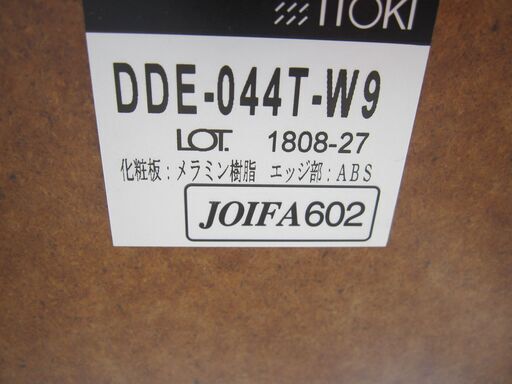 ITOKI
DDE-044T-W9
LOT. 1808-27
化粧板：メラミン樹脂 エッジ部：ABS
JOIFA602